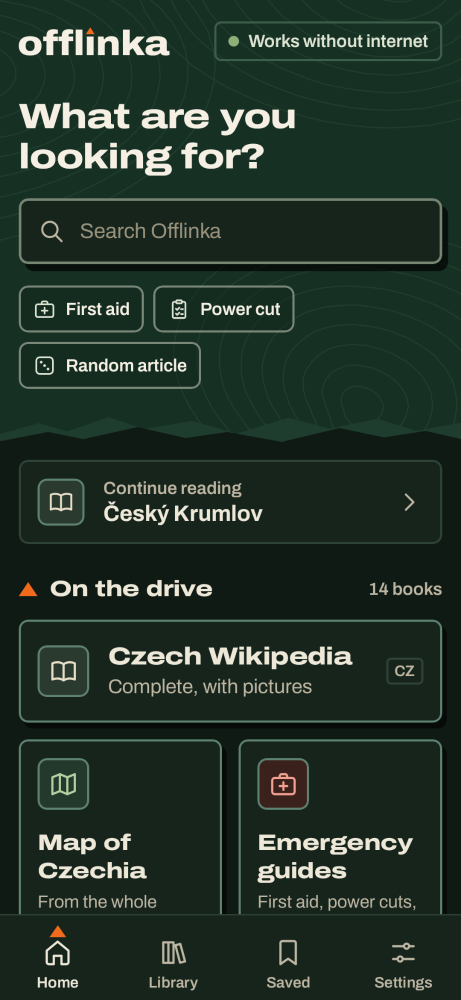 offlinka
Works without internet
What are you
looking for?
Search Offlinka
First aid
Power cut
Random article
Continue reading
Český Krumlov
On the drive
14 books
Czech Wikipedia
Complete, with pictures
CZ
Map of
Czechia
From the whole
Emergency
guides
First aid, power cuts,
Home
Library
Saved
Settings